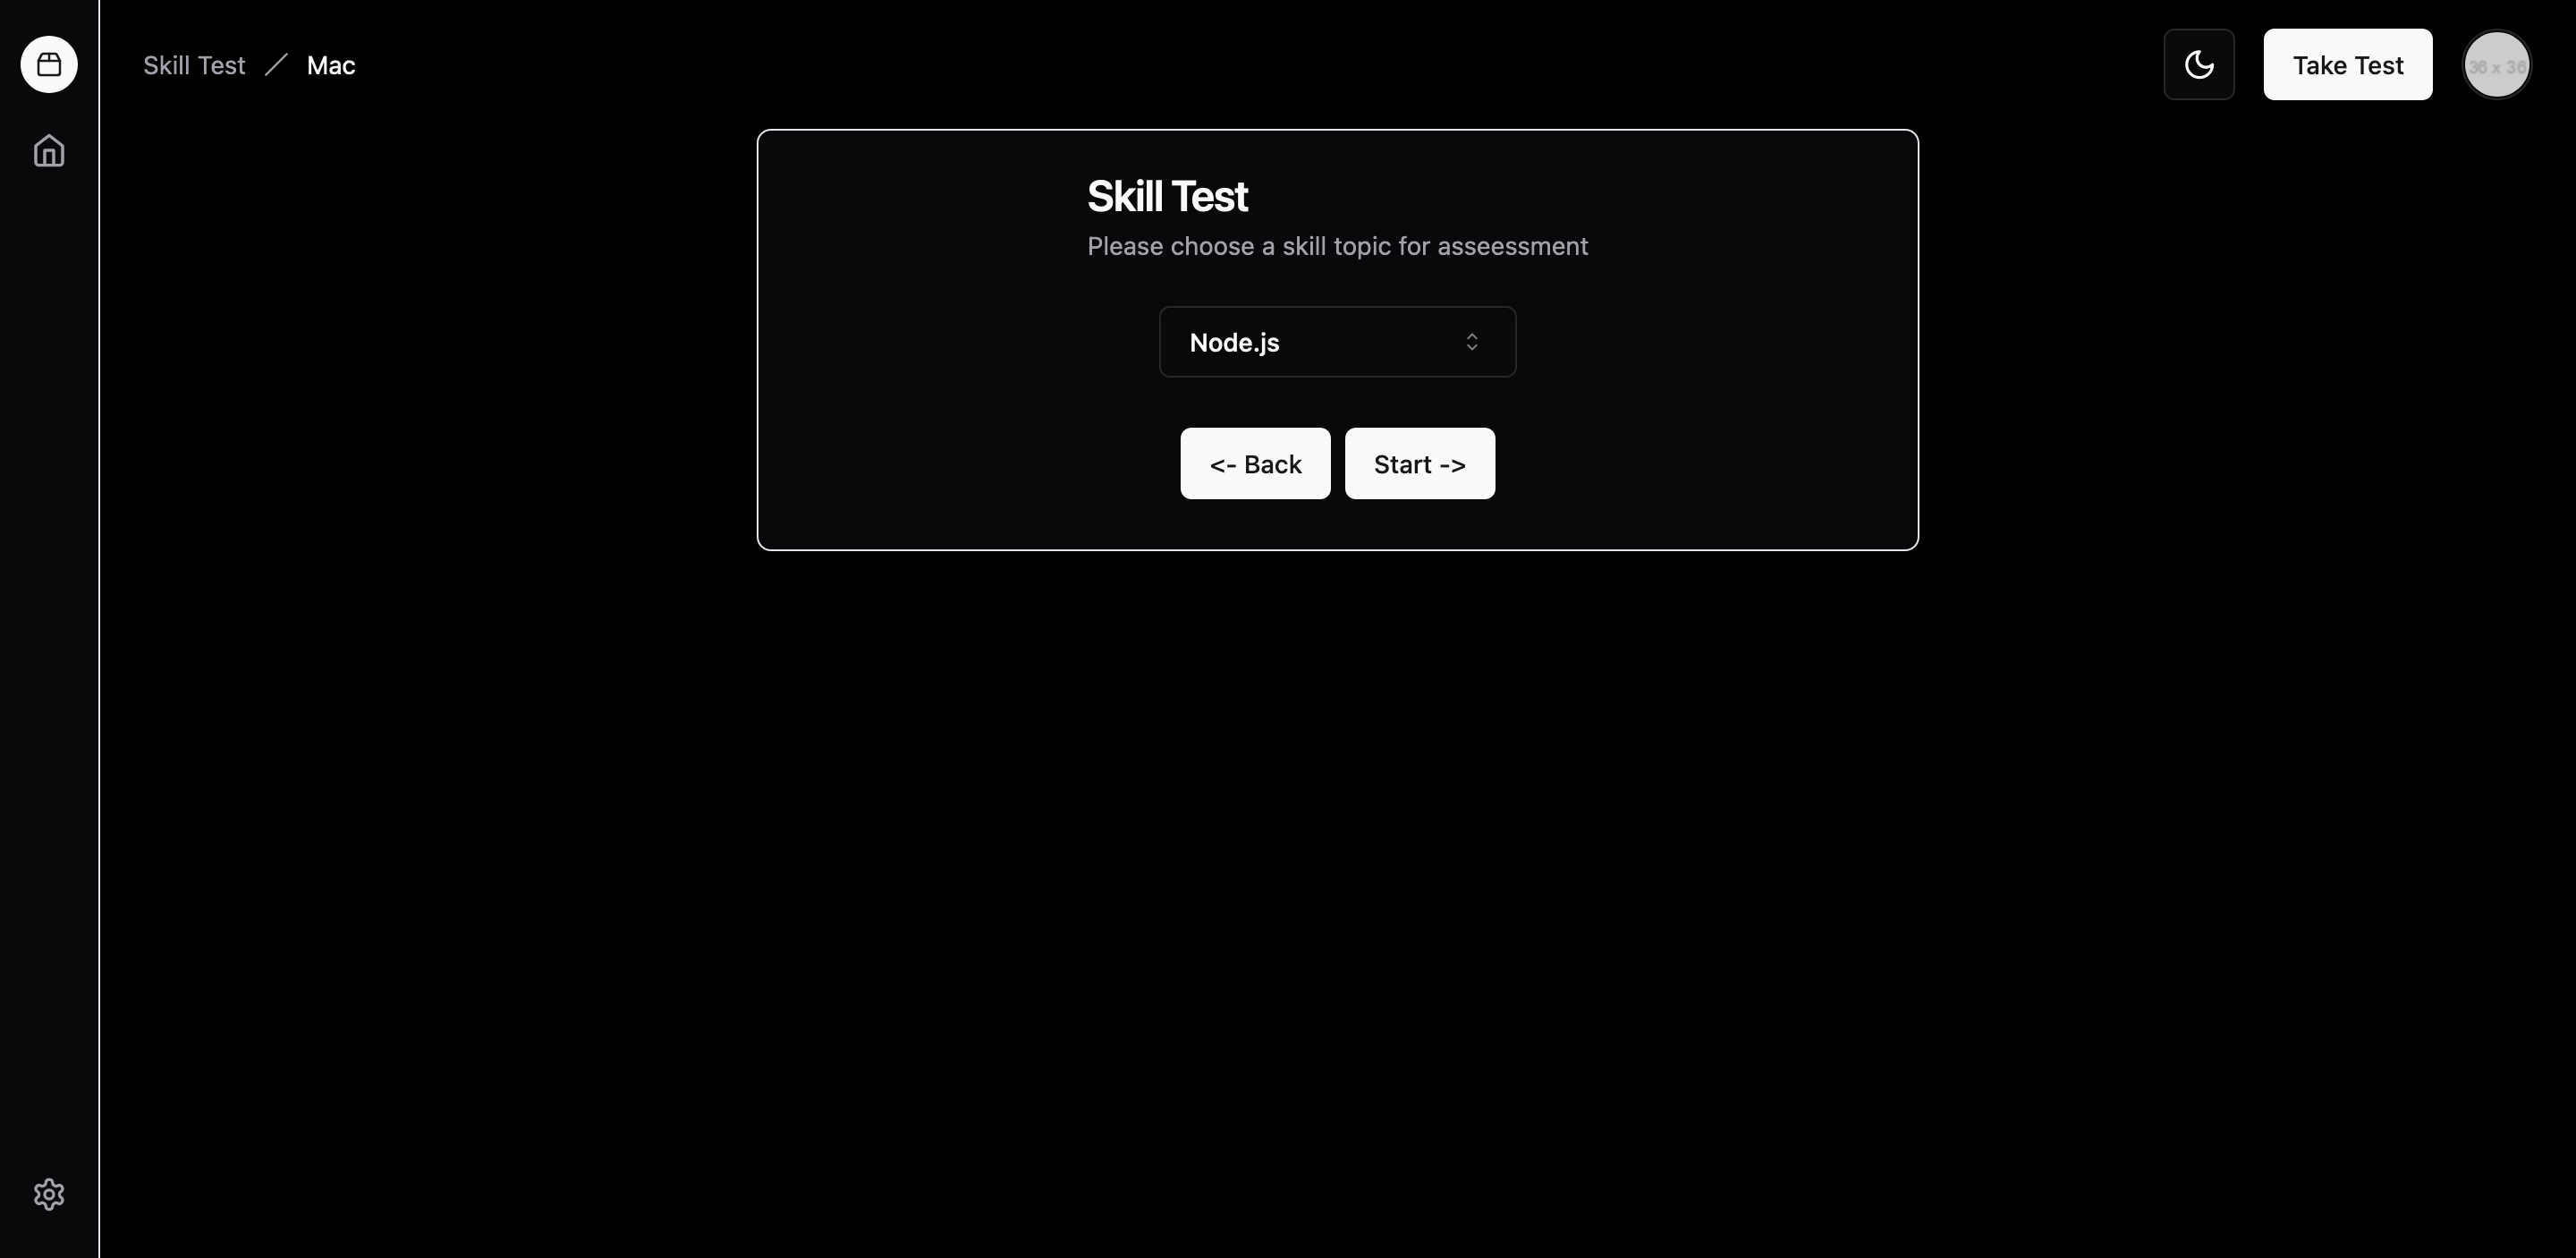 Skill Test / Mac
Take Test
36 x 36
Skill Test
Please choose a skill topic for asseessment
Node.js
<- Back
Start ->